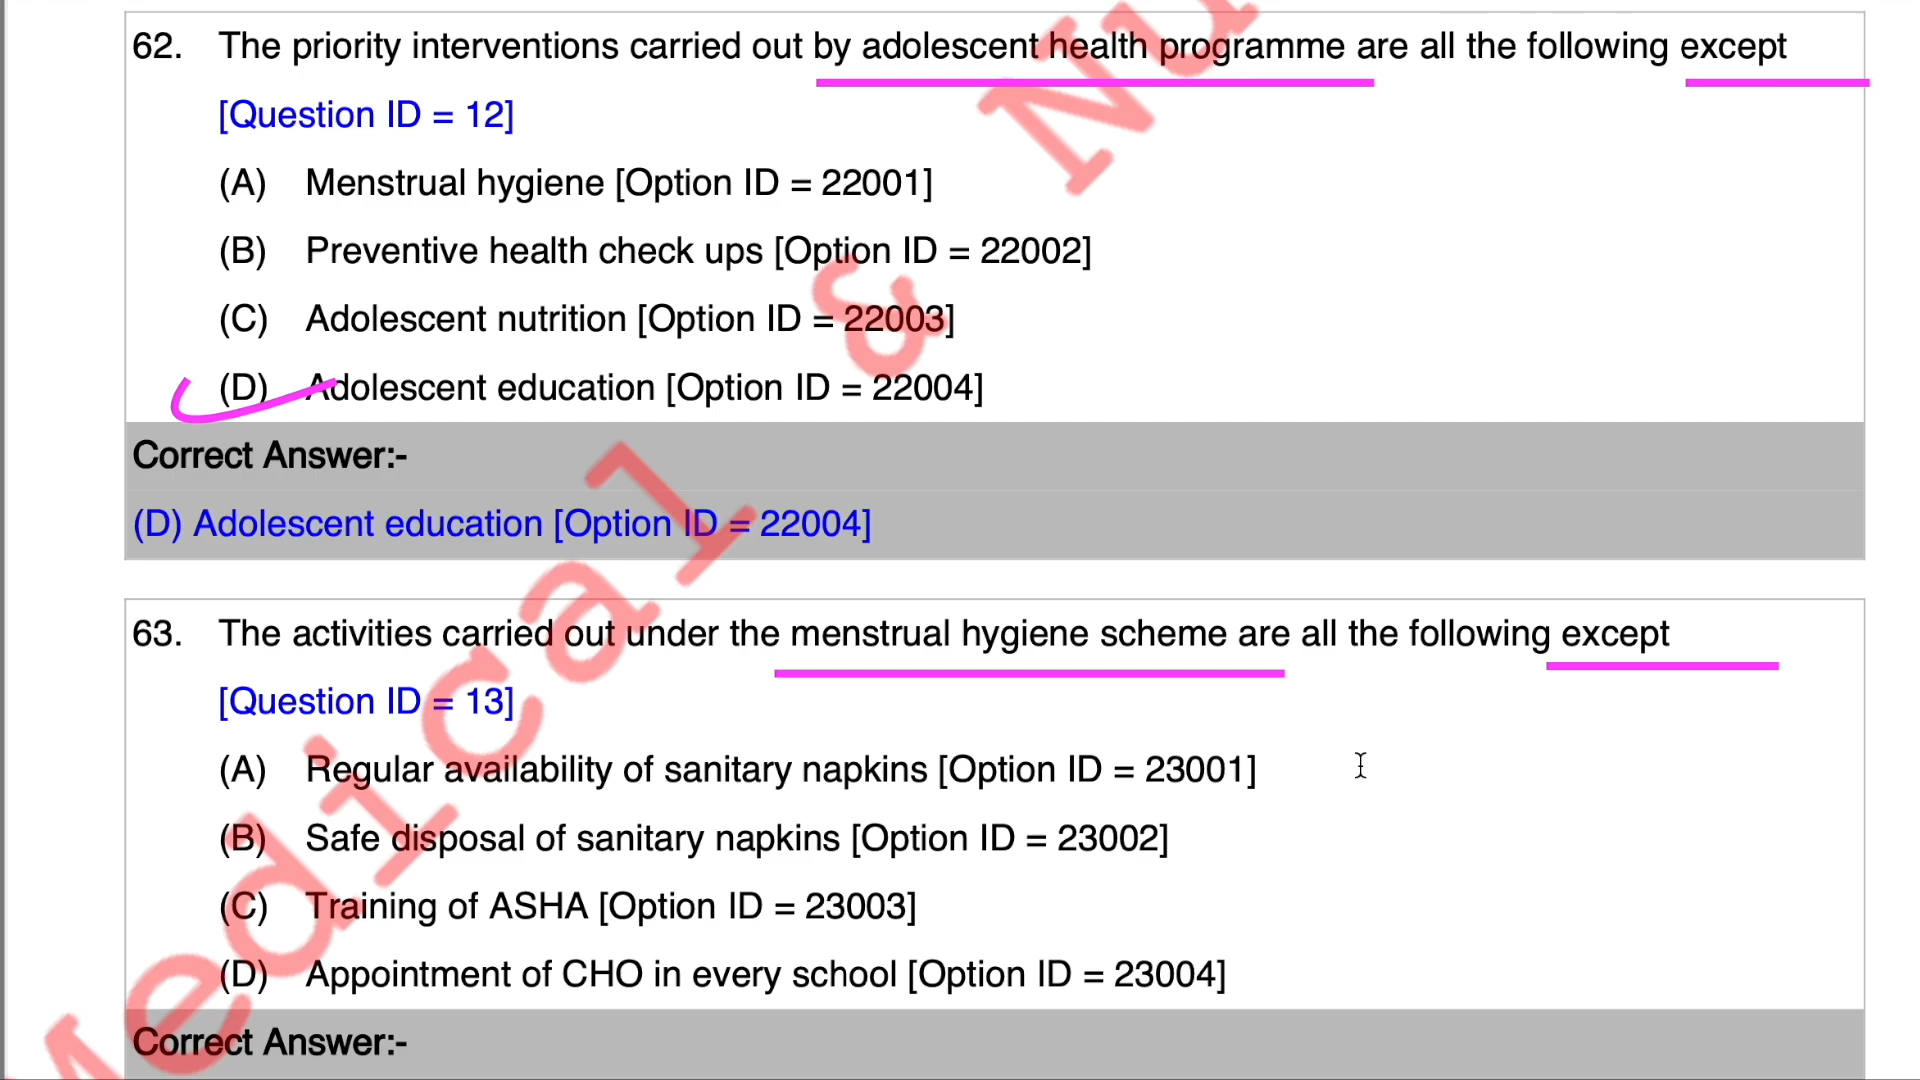 62. The priority interventions carried out by adolescent health programme are all the following except
[Question ID = 12]
(A) Menstrual hygiene [Option ID = 22001]
(B) Preventive health check ups [Option ID = 22002]
(C) Adolescent nutrition [Option ID = 22003]
(D) Adolescent education [Option ID = 22004]
Correct Answer:-
(D) Adolescent education [Option ID = 22004]
63. The activities carried out under the menstrual hygiene scheme are all the following except
[Question ID = 13]
(A) Regular availability of sanitary napkins [Option ID = 23001]
(B) Safe disposal of sanitary napkins [Option ID = 23002]
(C) Training of ASHA [Option ID = 23003]
(D) Appointment of CHO in every school [Option ID = 23004]
Correct Answer:-
Medical & Nu